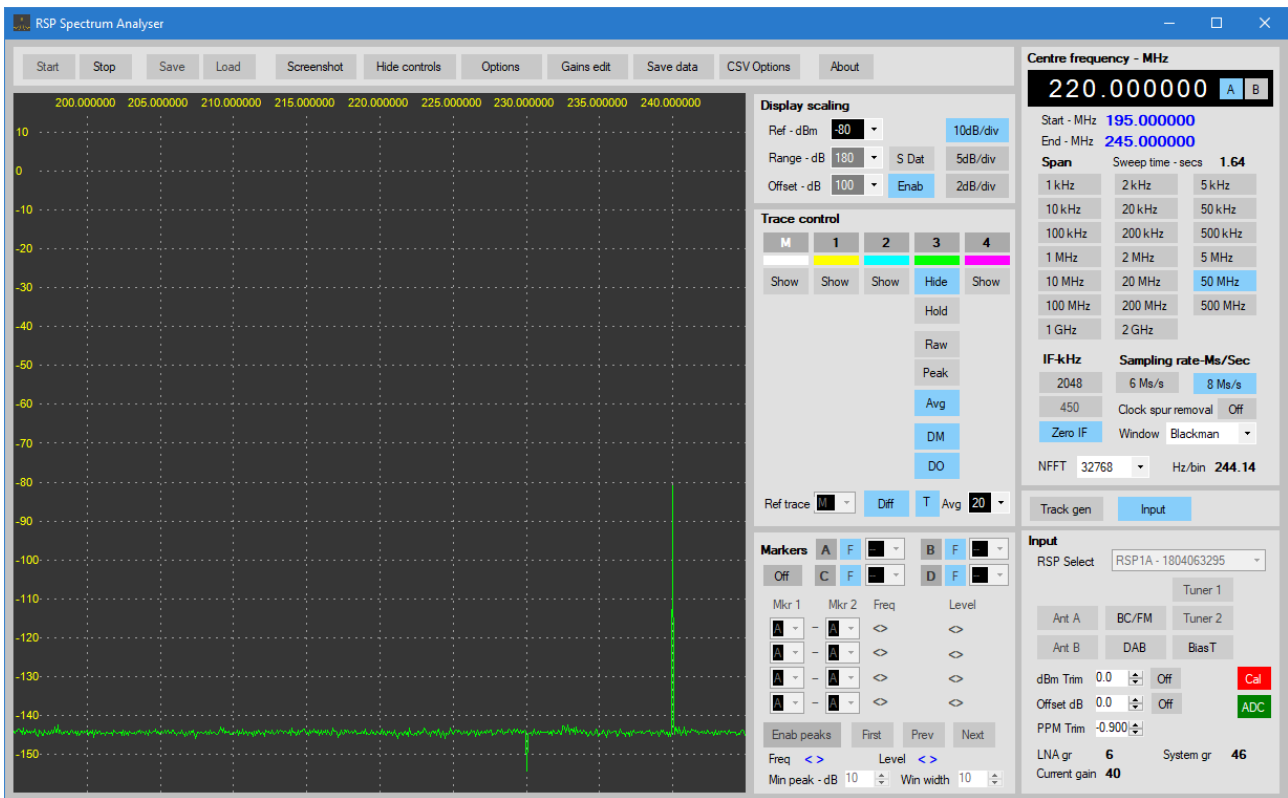 RSP Spectrum Analyser
Start Stop Save Load Screenshot Hide controls Options Gains edit Save data CSV Options About
200.000000 205.000000 210.000000 215.000000 220.000000 225.000000 230.000000 235.000000 240.000000
10
0
-10
-20
-30
-40
-50
-60
-70
-80
-90
-100
-110
-120
-130
-140
-150
Display scaling
Ref - dBm -80 10dB/div
Range - dB 180 S Dat 5dB/div
Offset - dB 100 Enab 2dB/div
Trace control
M 1 2 3 4
Show Show Show Hide Show
Hold
Raw
Peak
Avg
DM
DO
Ref trace M Diff T Avg 20
Markers A F -- B F --
Off C F -- D F --
Mkr 1 Mkr 2 Freq Level
A - A <> <>
A - A <> <>
A - A <> <>
A - A <> <>
Enab peaks First Prev Next
Freq < > Level < >
Min peak - dB 10 Win width 10
Centre frequency - MHz
220.000000 A B
Start - MHz 195.000000
End - MHz 245.000000
Span Sweep time - secs 1.64
1 kHz 2 kHz 5 kHz
10 kHz 20 kHz 50 kHz
100 kHz 200 kHz 500 kHz
1 MHz 2 MHz 5 MHz
10 MHz 20 MHz 50 MHz
100 MHz 200 MHz 500 MHz
1 GHz 2 GHz
IF-kHz Sampling rate-Ms/Sec
2048 6 Ms/s 8 Ms/s
450 Clock spur removal Off
Zero IF Window Blackman
NFFT 32768 Hz/bin 244.14
Track gen Input
Input
RSP Select RSP1A - 1804063295
Tuner 1
Ant A BC/FM Tuner 2
Ant B DAB BiasT
dBm Trim 0.0 Off Cal
Offset dB 0.0 Off ADC
PPM Trim -0.900
LNA gr 6 System gr 46
Current gain 40